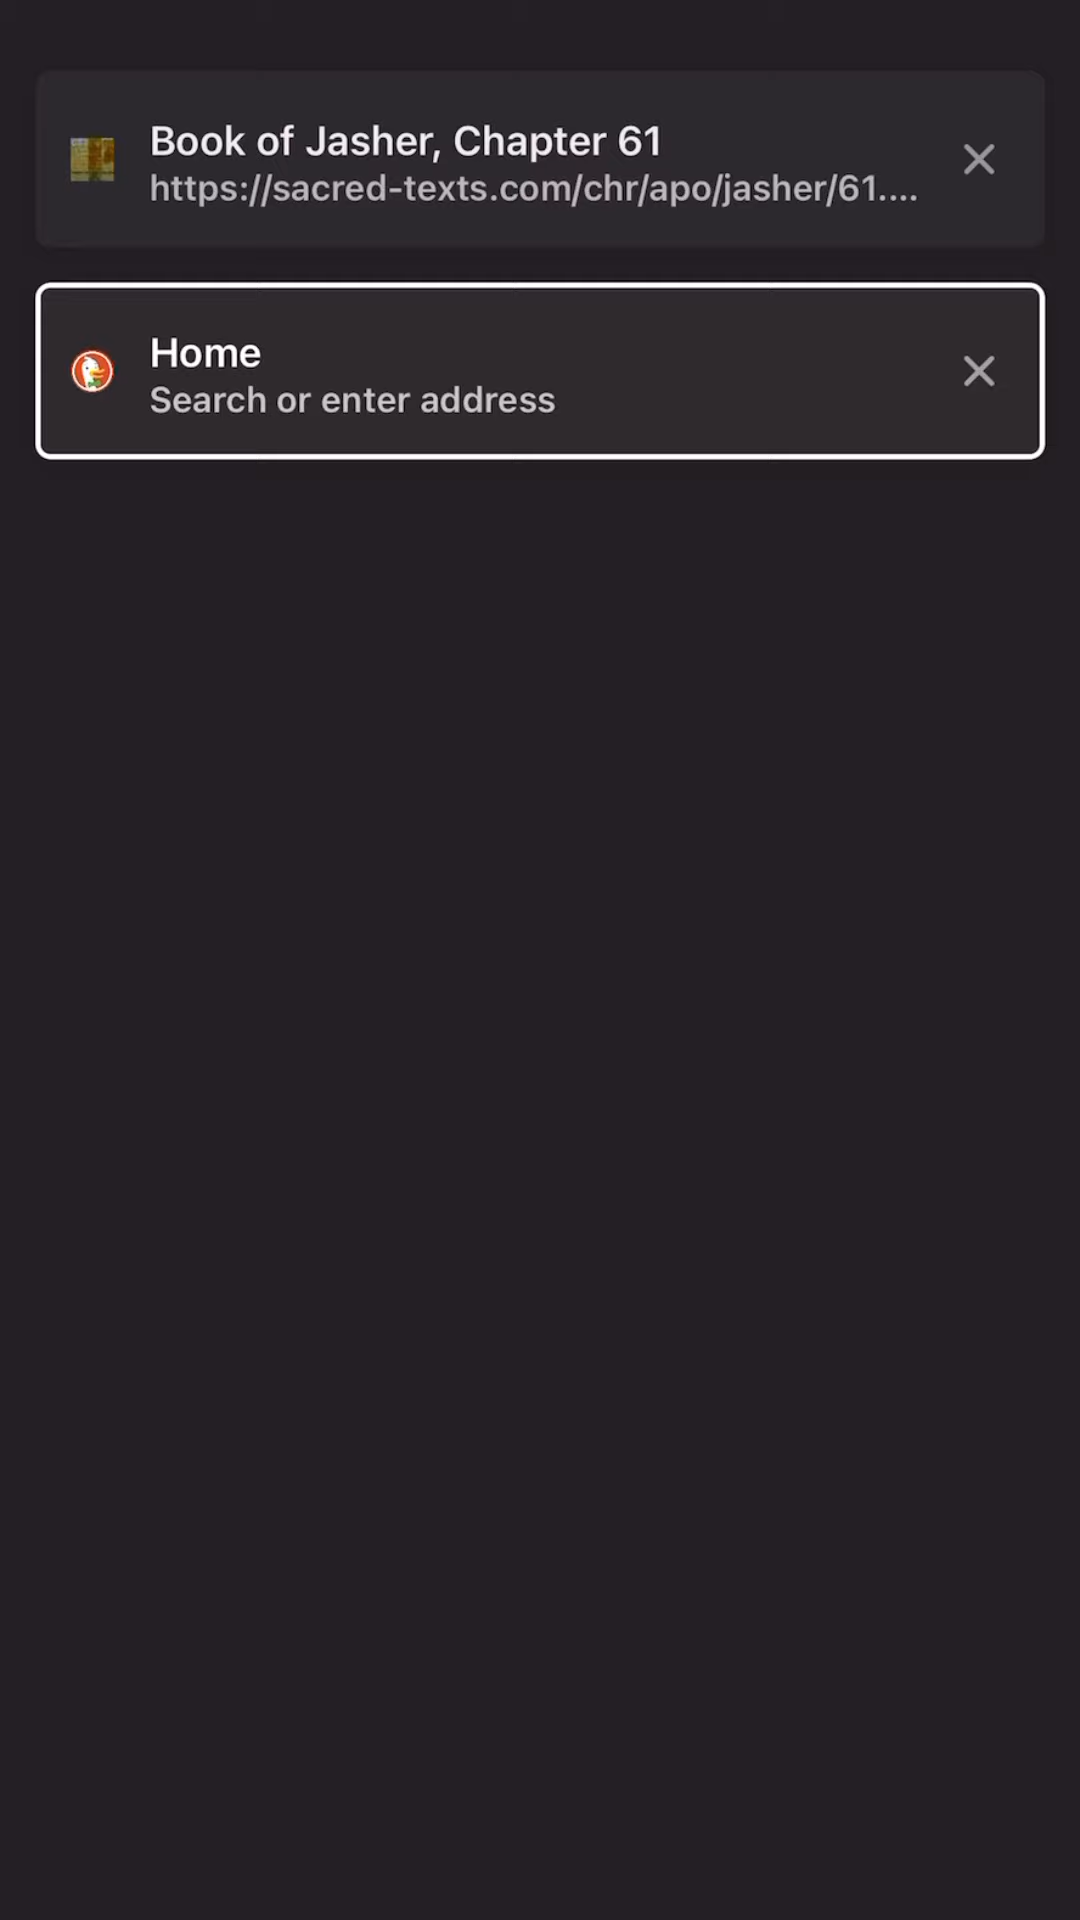 Book of Jasher, Chapter 61
https://sacred-texts.com/chr/apo/jasher/61....
Home
Search or enter address